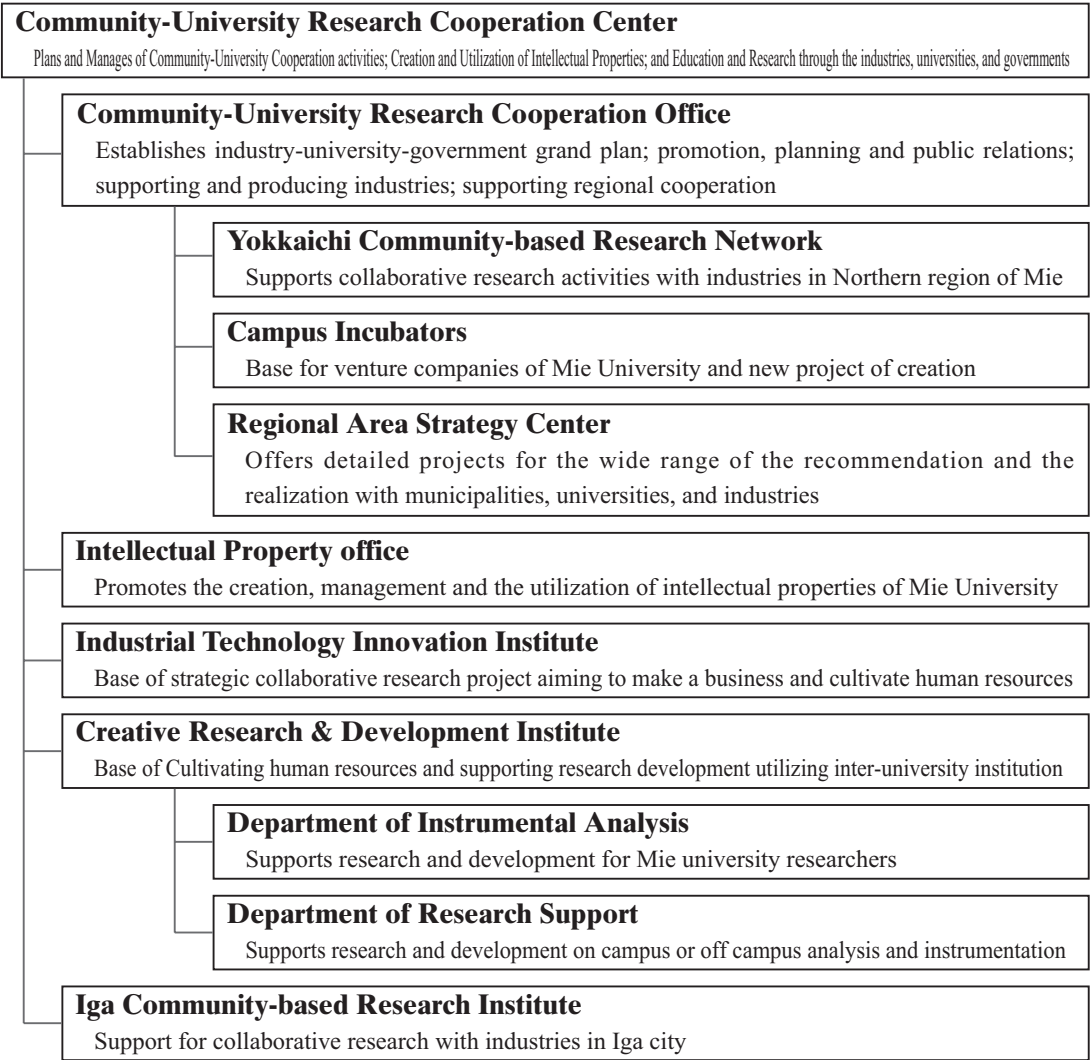 Community-University Research Cooperation Center
Plans and Manages of Community-University Cooperation activities; Creation and Utilization of Intellectual Properties; and Education and Research through the industries, universities, and governments
Community-University Research Cooperation Office
Establishes industry-university-government grand plan; promotion, planning and public relations;
supporting and producing industries; supporting regional cooperation
Yokkaichi Community-based Research Network
Supports collaborative research activities with industries in Northern region of Mie
Campus Incubators
Base for venture companies of Mie University and new project of creation
Regional Area Strategy Center
Offers detailed projects for the wide range of the recommendation and the
realization with municipalities, universities, and industries
Intellectual Property office
Promotes the creation, management and the utilization of intellectual properties of Mie University
Industrial Technology Innovation Institute
Base of strategic collaborative research project aiming to make a business and cultivate human resources
Creative Research & Development Institute
Base of Cultivating human resources and supporting research development utilizing inter-university institution
Department of Instrumental Analysis
Supports research and development for Mie university researchers
Department of Research Support
Supports research and development on campus or off campus analysis and instrumentation
Iga Community-based Research Institute
Support for collaborative research with industries in Iga city